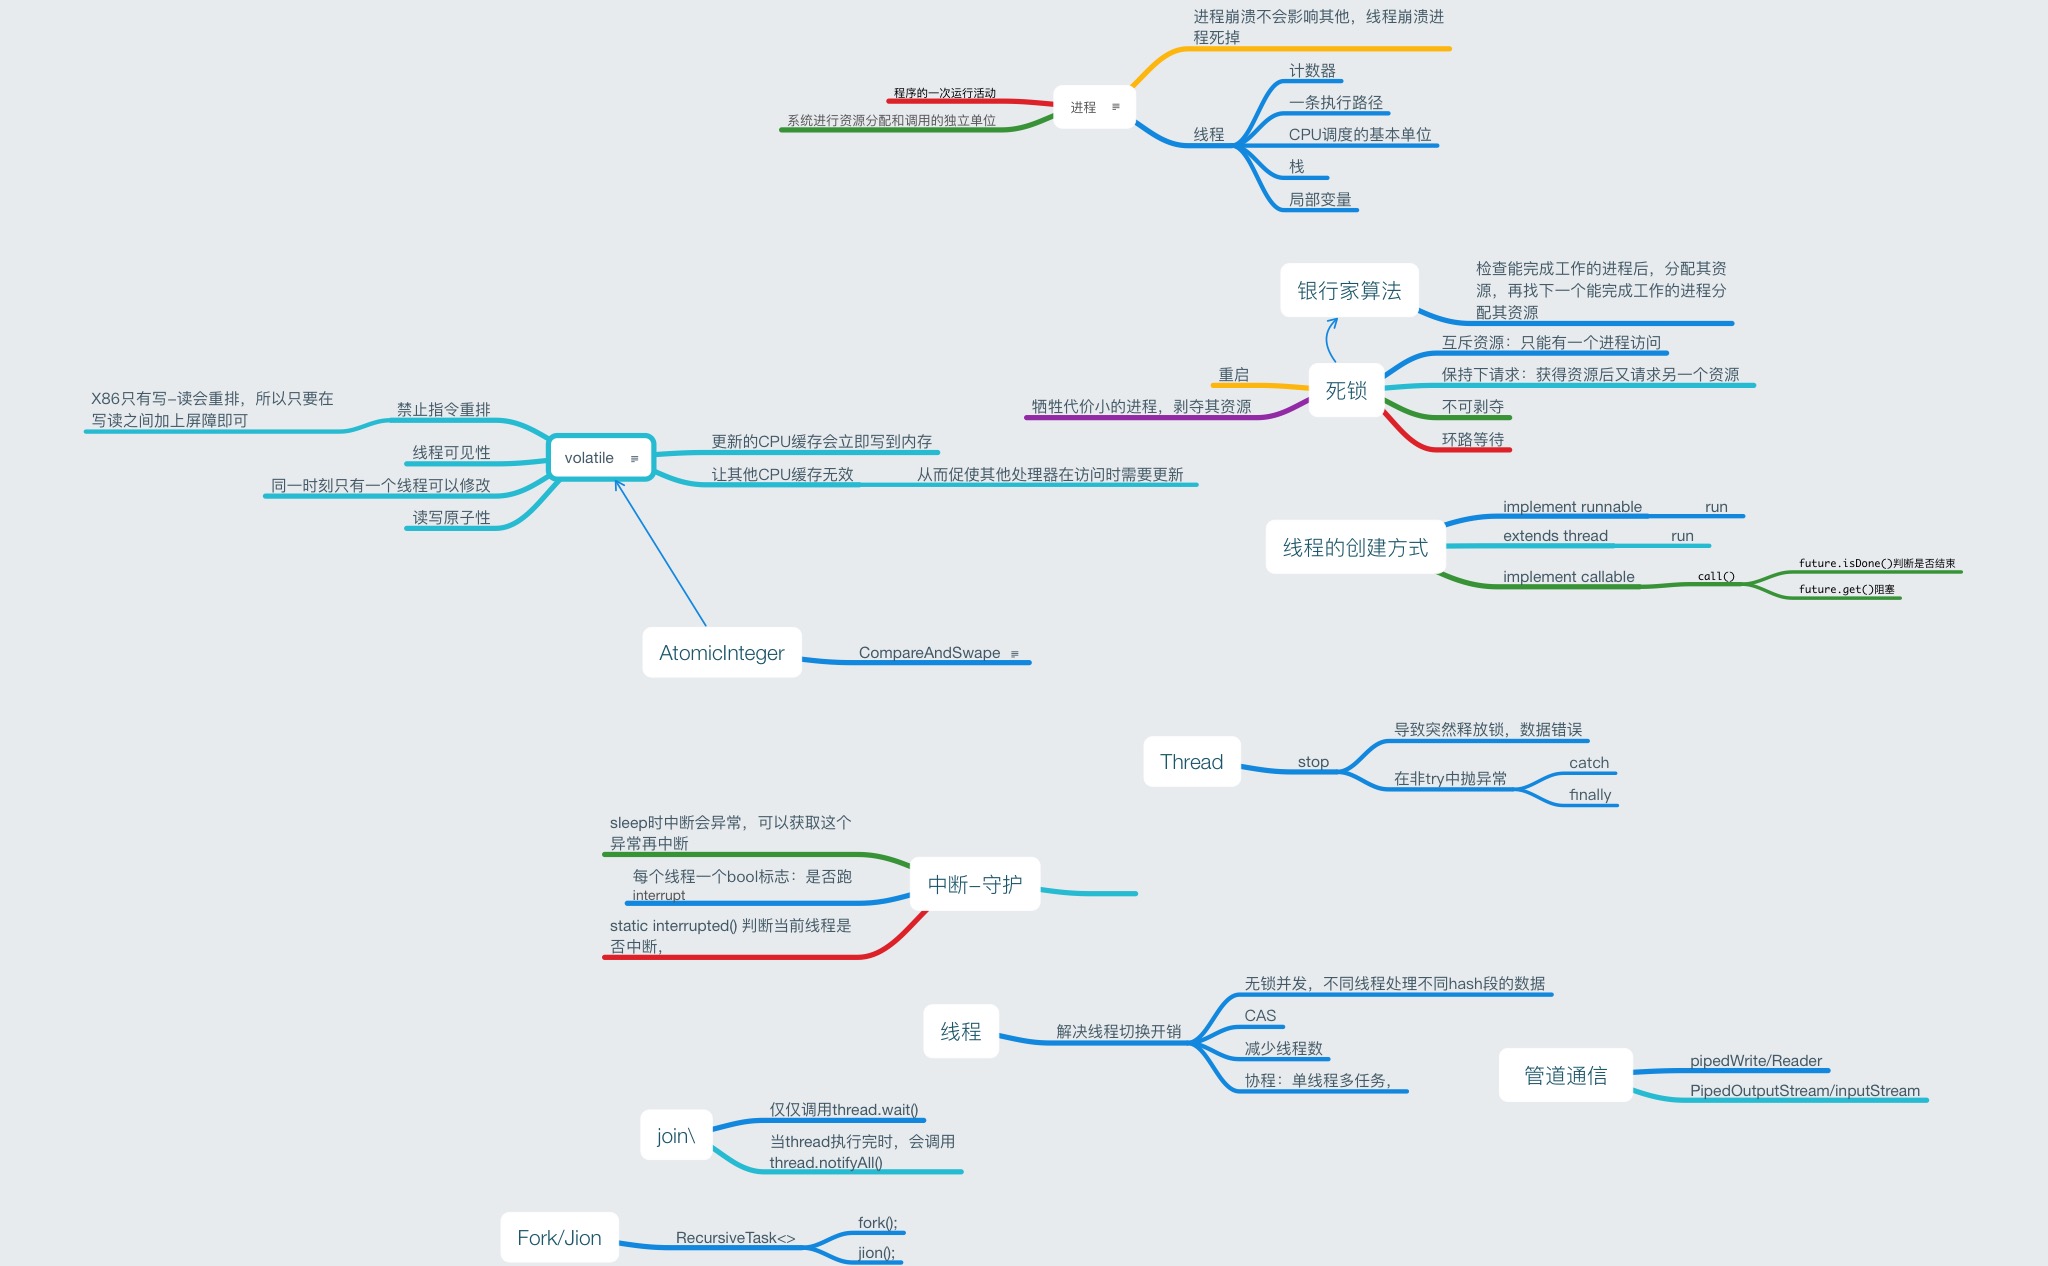 进程崩溃不会影响其他，线程崩溃进
程死掉
计数器
程序的一次运行活动
进程
一条执行路径
系统进行资源分配和调用的独立单位
线程
CPU调度的基本单位
栈
局部变量
银行家算法
检查能完成工作的进程后，分配其资
源，再找下一个能完成工作的进程分
配其资源
互斥资源：只能有一个进程访问
重启
死锁
保持下请求：获得资源后又请求另一个资源
牺牲代价小的进程，剥夺其资源
不可剥夺
环路等待
X86只有写-读会重排，所以只要在
写读之间加上屏障即可
禁止指令重排
线程可见性
同一时刻只有一个线程可以修改
读写原子性
volatile
更新的CPU缓存会立即写到内存
让其他CPU缓存无效
从而促使其他处理器在访问时需要更新
线程的创建方式
implement runnable
run
extends thread
run
implement callable
call()
future.isDone()判断是否结束
future.get()阻塞
AtomicInteger
CompareAndSwape
Thread
stop
导致突然释放锁，数据错误
在非try中抛异常
catch
finally
sleep时中断会异常，可以获取这个
异常再中断
每个线程一个bool标志：是否跑
interrupt
static interrupted() 判断当前线程是
否中断，
中断-守护
线程
解决线程切换开销
无锁并发，不同线程处理不同hash段的数据
CAS
减少线程数
协程：单线程多任务，
管道通信
pipedWrite/Reader
PipedOutputStream/inputStream
join\
仅仅调用thread.wait()
当thread执行完时，会调用
thread.notifyAll()
Fork/Jion
RecursiveTask<>
fork();
jion();